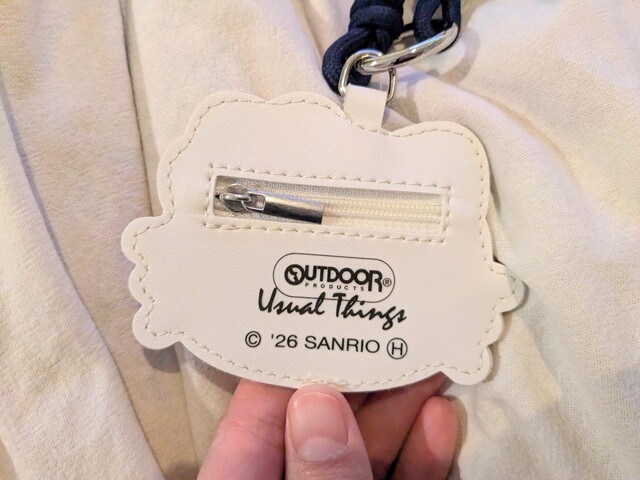 OUTDOOR®
PRODUCTS
Usual Things
© '26 SANRIO Ⓗ